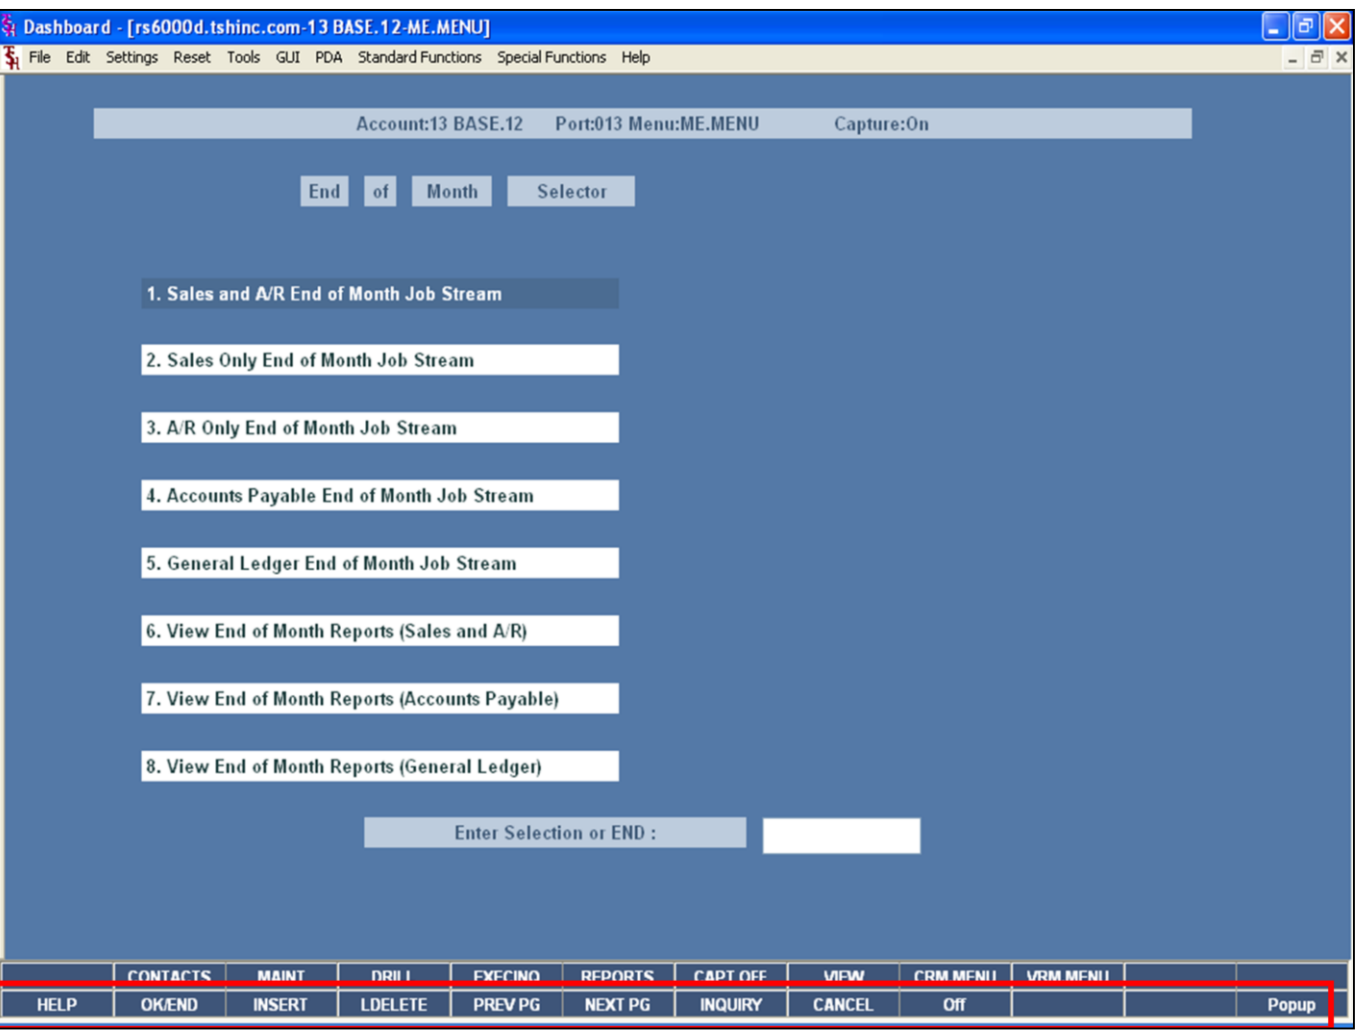 Dashboard - [rs6000d.tshinc.com-13 BASE.12-ME.MENU]
File Edit Settings Reset Tools GUI PDA Standard Functions Special Functions Help
Account:13 BASE.12 Port:013 Menu:ME.MENU Capture:On
End of Month Selector
1. Sales and A/R End of Month Job Stream
2. Sales Only End of Month Job Stream
3. A/R Only End of Month Job Stream
4. Accounts Payable End of Month Job Stream
5. General Ledger End of Month Job Stream
6. View End of Month Reports (Sales and A/R)
7. View End of Month Reports (Accounts Payable)
8. View End of Month Reports (General Ledger)
Enter Selection or END :
CONTACTS MAINT DRILL EXECINQ REPORTS CAPT OFF VIEW CRM MENU VRM MENU
HELP OK/END INSERT LDELETE PREV PG NEXT PG INQUIRY CANCEL Off Popup